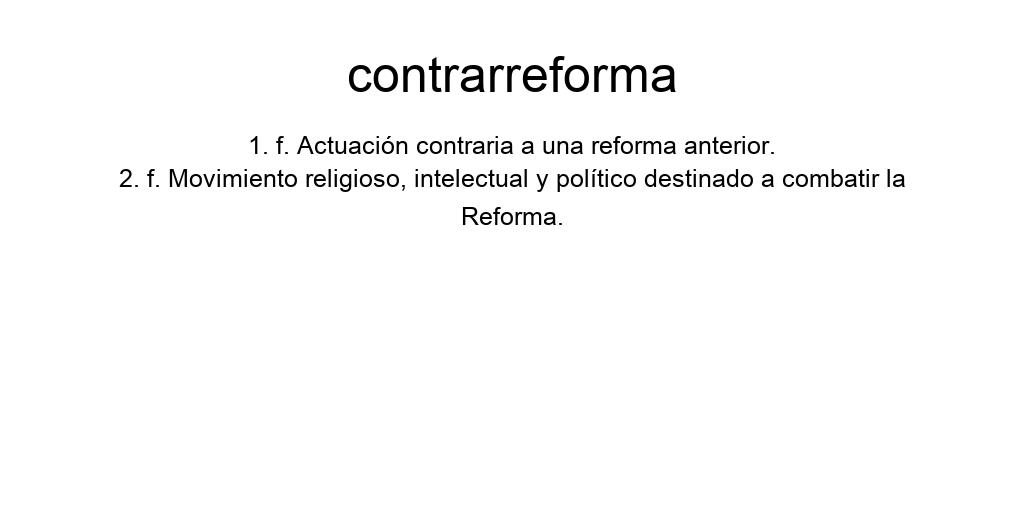 contrarreforma
1. f. Actuación contraria a una reforma anterior.
2. f. Movimiento religioso, intelectual y político destinado a combatir la
Reforma.